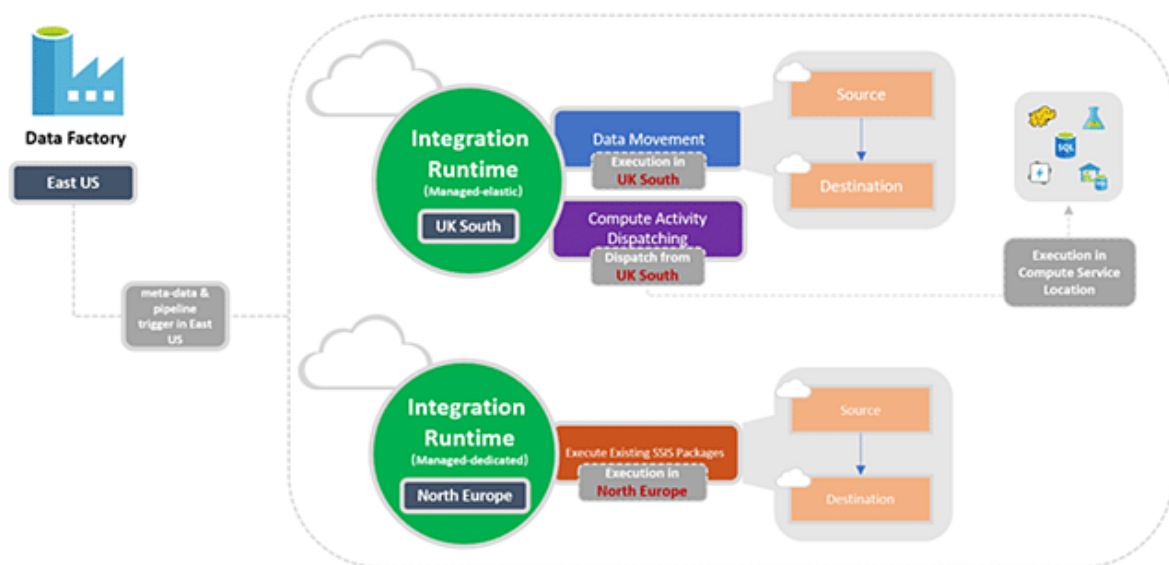 Data Factory
East US
meta-data &
pipeline
trigger in East
US
Integration
Runtime
(Managed-elastic)
UK South
Data Movement
Execution in
UK South
Compute Activity
Dispatching
Dispatch from
UK South
Source
Destination
SQL
Execution in
Compute Service
Location
Integration
Runtime
(Managed-dedicated)
North Europe
Execute Existing SSIS Packages
Execution in
North Europe
Source
Destination